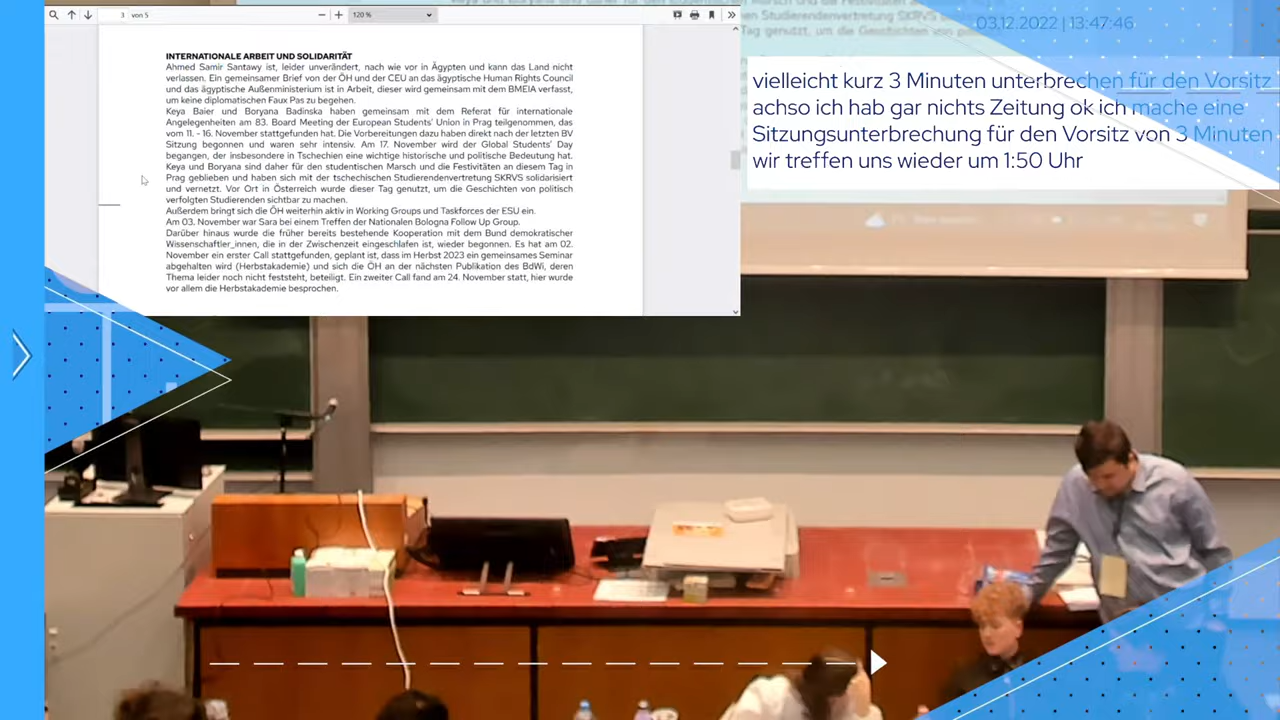 3 von 5
120 %
03.12.2022 | 13:47:46
INTERNATIONALE ARBEIT UND SOLIDARITÄT
Ahmed Samir Santawy ist, leider unverändert, nach wie vor in Ägypten und kann das Land nicht
verlassen. Ein gemeinsamer Brief von der ÖH und der CEU an das ägyptische Human Rights Council
und das ägyptische Außenministerium ist in Arbeit, dieser wird gemeinsam mit dem BMEIA verfasst,
um keine diplomatischen Faux Pas zu begehen.
Keya Baier und Boryana Badinska haben gemeinsam mit dem Referat für internationale
Angelegenheiten am 83. Board Meeting der European Students' Union in Prag teilgenommen, das
vom 11. - 16. November stattgefunden hat. Die Vorbereitungen dazu haben direkt nach der letzten BV
Sitzung begonnen und waren sehr intensiv. Am 17. November wird der Global Students' Day
begangen, der insbesondere in Tschechien eine wichtige historische und politische Bedeutung hat.
Keya und Boryana sind daher für den studentischen Marsch und die Festivitäten an diesem Tag in
Prag geblieben und haben sich mit der tschechischen Studierendenvertretung SKRVS solidarisiert
und vernetzt. Vor Ort in Österreich wurde dieser Tag genutzt, um die Geschichten von politisch
verfolgten Studierenden sichtbar zu machen.
Außerdem bringt sich die ÖH weiterhin aktiv in Working Groups und Taskforces der ESU ein.
Am 03. November war Sara bei einem Treffen der Nationalen Bologna Follow Up Group.
Darüber hinaus wurde die früher bereits bestehende Kooperation mit dem Bund demokratischer
Wissenschaftler_innen, die in der Zwischenzeit eingeschlafen ist, wieder begonnen. Es hat am 02.
November ein erster Call stattgefunden, geplant ist, dass im Herbst 2023 ein gemeinsames Seminar
abgehalten wird (Herbstakademie) und sich die ÖH an der nächsten Publikation des BdWi, deren
Thema leider noch nicht feststeht, beteiligt. Ein zweiter Call fand am 24. November statt, hier wurde
vor allem die Herbstakademie besprochen.
vielleicht kurz 3 Minuten unterbrechen für den Vorsitz
achso ich hab gar nichts Zeitung ok ich mache eine
Sitzungsunterbrechung für den Vorsitz von 3 Minuten
wir treffen uns wieder um 1:50 Uhr